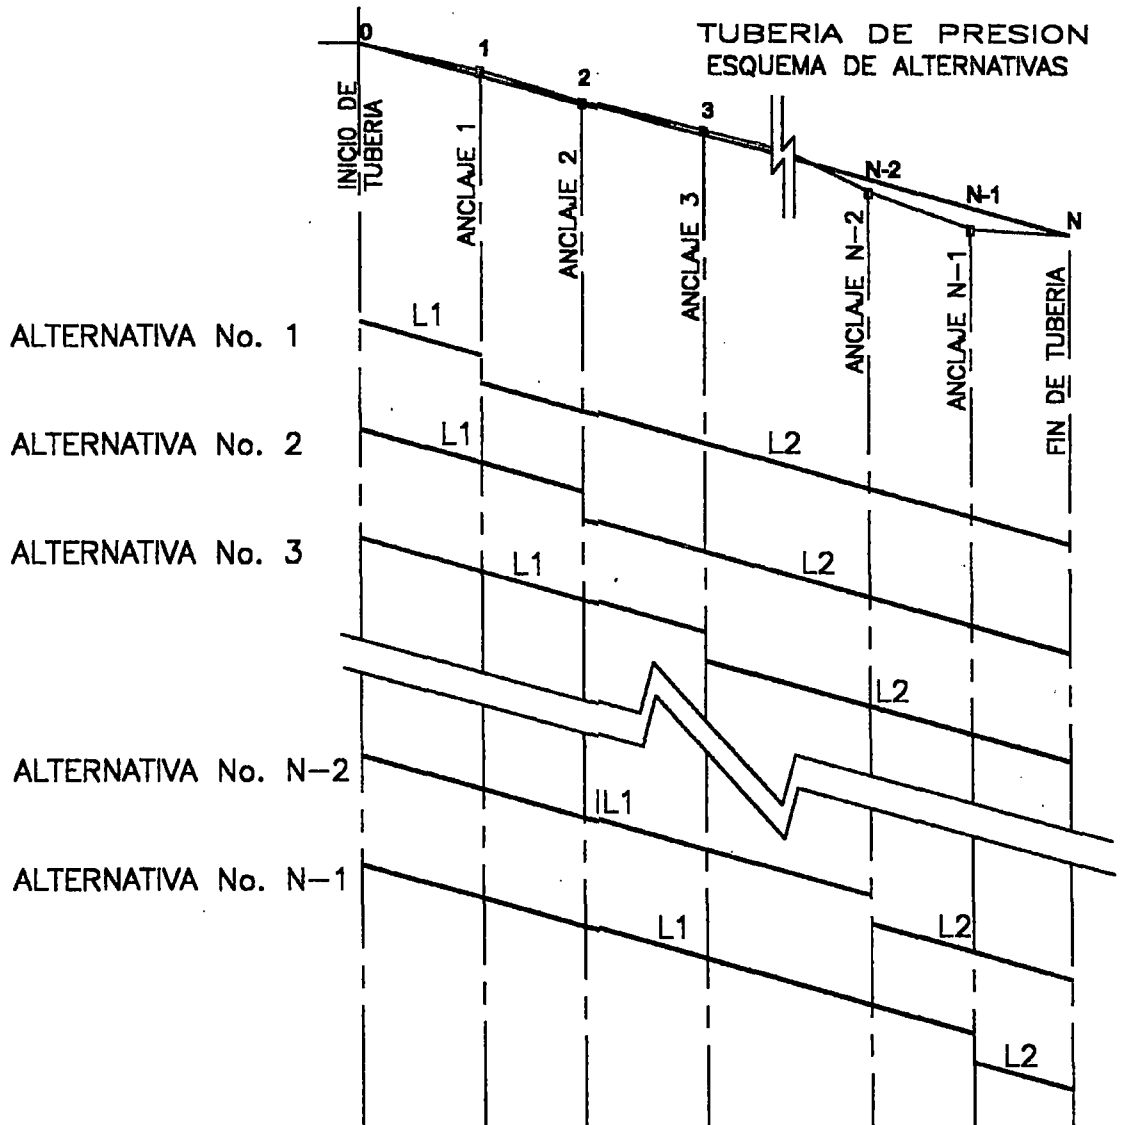 TUBERIA DE PRESION
ESQUEMA DE ALTERNATIVAS
0
1
2
3
N-2
N-1
N
INICIO DE
TUBERIA
ANCLAJE 1
ANCLAJE 2
ANCLAJE 3
ANCLAJE N-2
ANCLAJE N-1
FIN DE TUBERIA
ALTERNATIVA No. 1
L1
L2
ALTERNATIVA No. 2
L1
L2
ALTERNATIVA No. 3
L1
L2
ALTERNATIVA No. N-2
L1
L2
ALTERNATIVA No. N-1
L1
L2